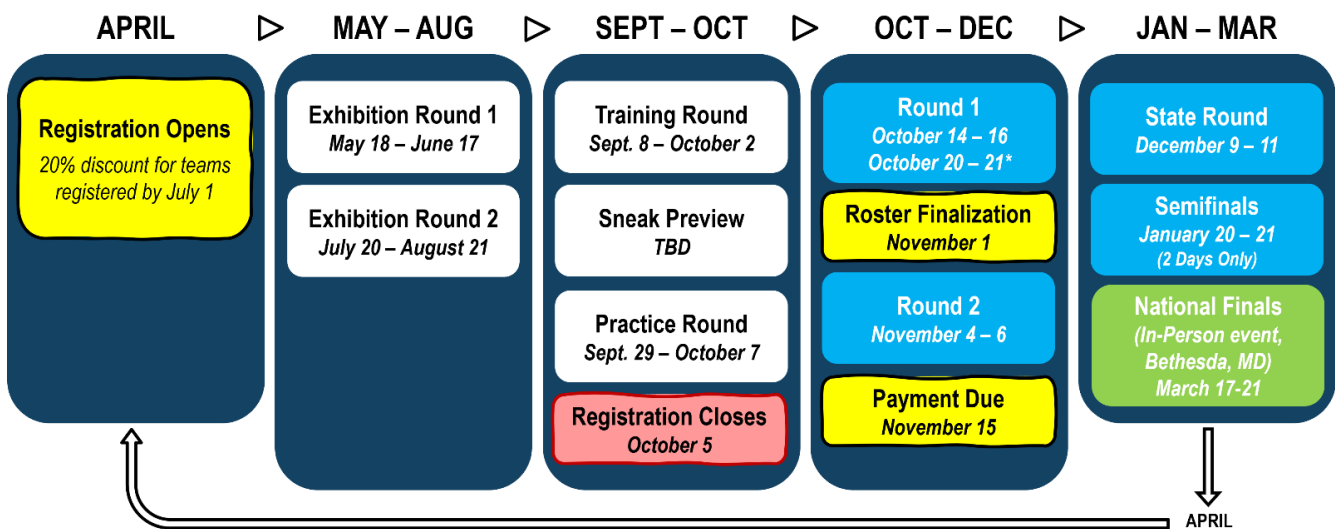 APRIL
MAY – AUG
SEPT – OCT
OCT – DEC
JAN – MAR
Registration Opens
20% discount for teams
registered by July 1
Exhibition Round 1
May 18 – June 17
Exhibition Round 2
July 20 – August 21
Training Round
Sept. 8 – October 2
Sneak Preview
TBD
Practice Round
Sept. 29 – October 7
Registration Closes
October 5
Round 1
October 14 – 16
October 20 – 21*
Roster Finalization
November 1
Round 2
November 4 – 6
Payment Due
November 15
State Round
December 9 – 11
Semifinals
January 20 – 21
(2 Days Only)
National Finals
(In-Person event,
Bethesda, MD)
March 17-21
APRIL